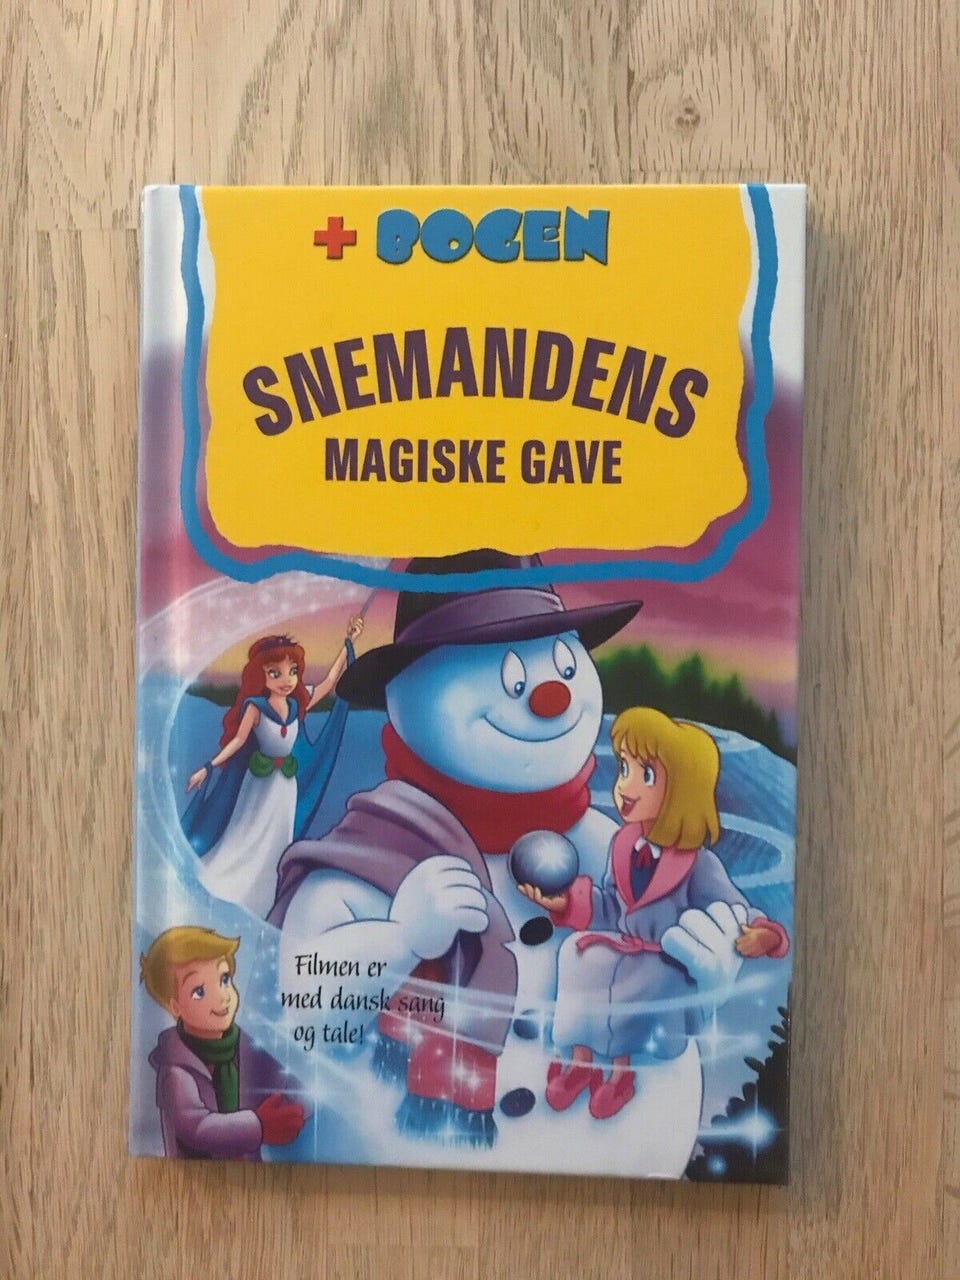 + BOGEN
SNEMANDENS
MAGISKE GAVE
Filmen er
med dansk sang
og tale!